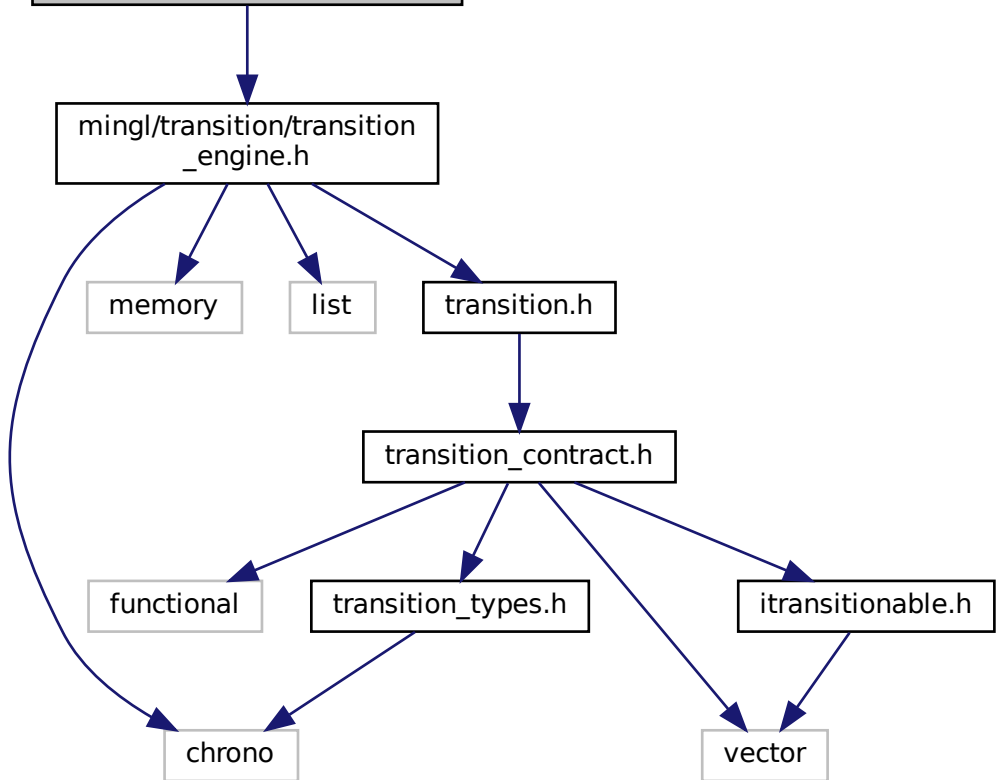 mingl/transition/transition
_engine.h
memory
list
transition.h
transition_contract.h
functional
transition_types.h
itransitionable.h
chrono
vector